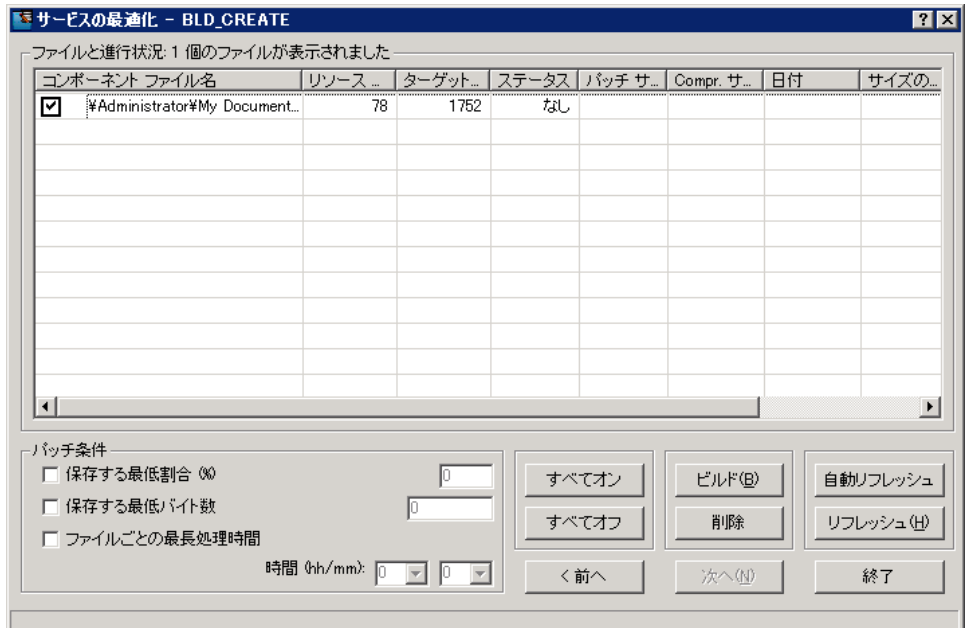 サービスの最適化 - BLD_CREATE
ファイルと進行状況: 1 個のファイルが表示されました
コンポーネント ファイル名 リソース ... ターゲット... ステータス パッチ サ... Compr. サ... 日付 サイズの...
¥Administrator¥My Document... 78 1752 なし
パッチ条件
保存する最低割合 (%) 0
保存する最低バイト数 0
ファイルごとの最長処理時間
時間 (hh/mm): 0 0
すべてオン
すべてオフ
ビルド(B)
削除
自動リフレッシュ
リフレッシュ(H)
< 前へ
次へ(N)
終了